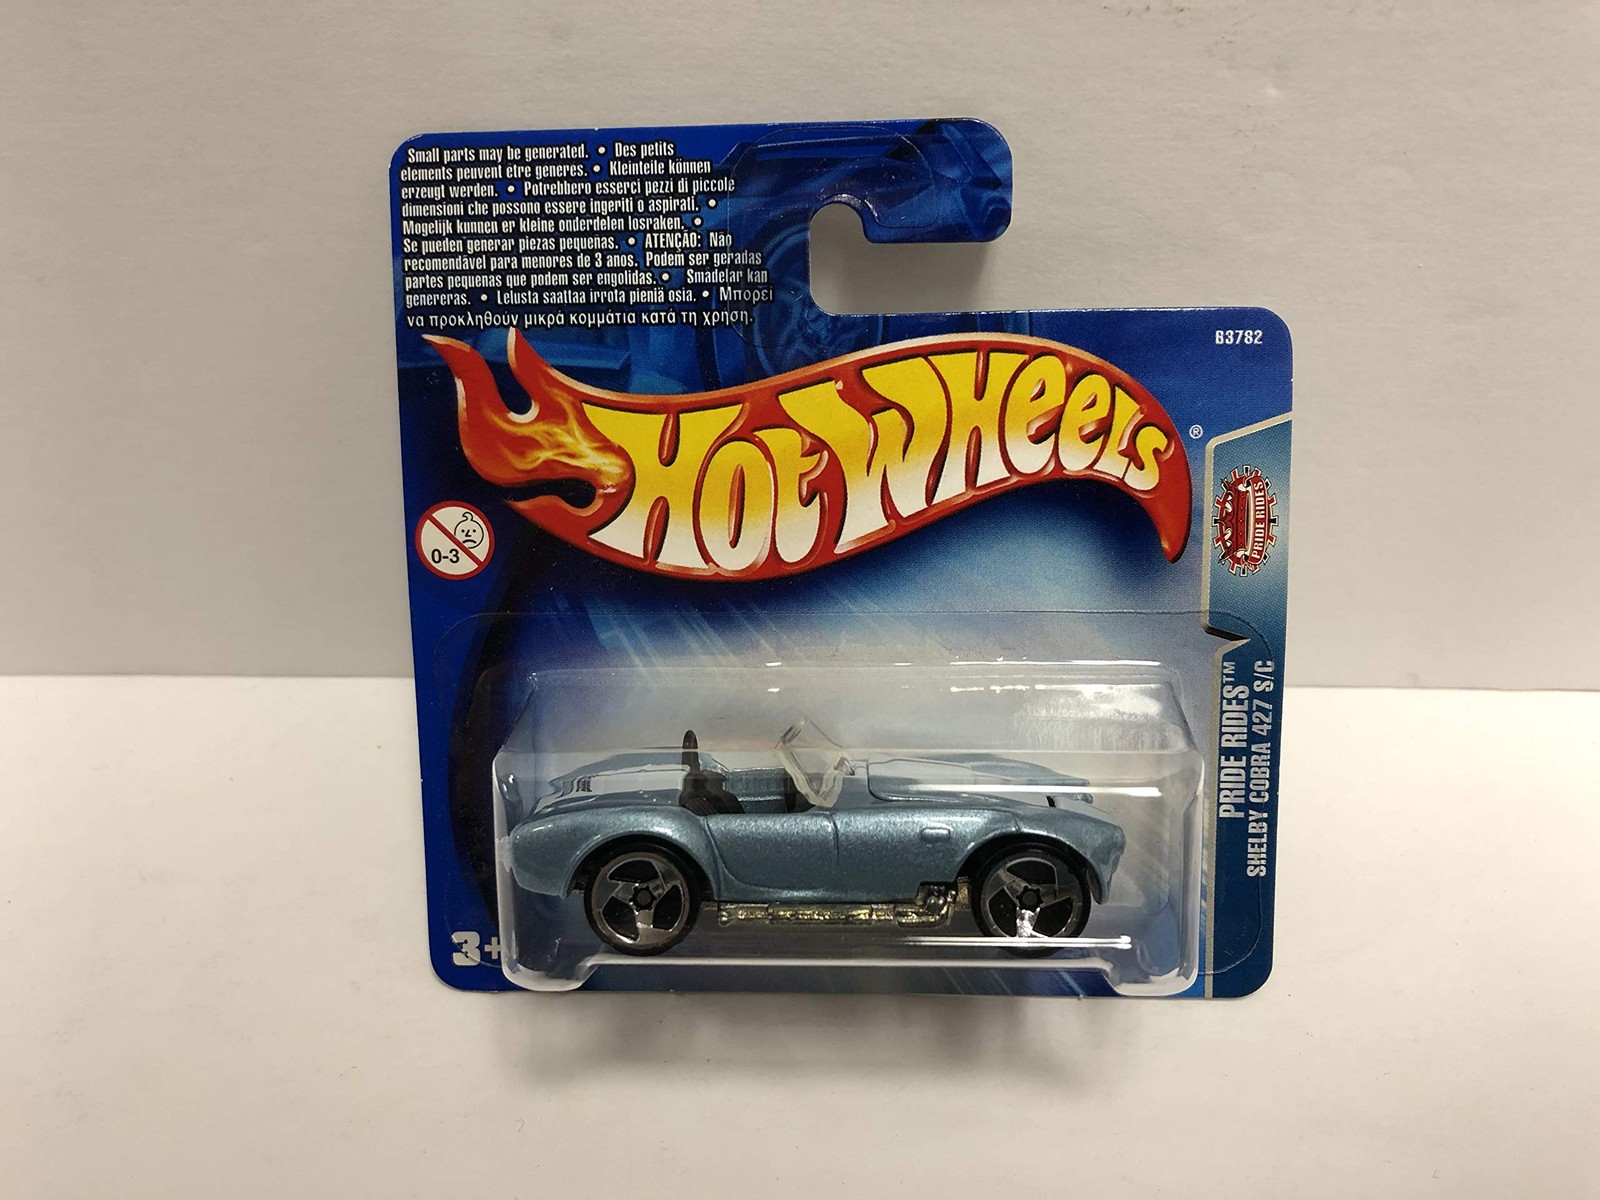 Small parts may be generated. • Des petits
elements peuvent être generes. • Kleinteile können
erzeugt werden. • Potrebbero esserci pezzi di piccole
dimensioni che possono essere ingeriti o aspirati. •
Mogelijk kunnen er kleine onderdelen losraken. •
Se pueden generar piezas pequeñas. • ATENÇÃO: Não
recomendável para menores de 3 anos. Podem ser geradas
partes pequenas que podem ser engolidas. • Smådelar kan
genereras. • Lelusta saattaa irrota pieniä osia. • Μπορεί
να προκληθούν μικρά κομμάτια κατά τη χρήση.
B3782
HOT WHEELS
®
PRIDE RIDES
0-3
PRIDE RIDES™
SHELBY COBRA 427 S/C
3+